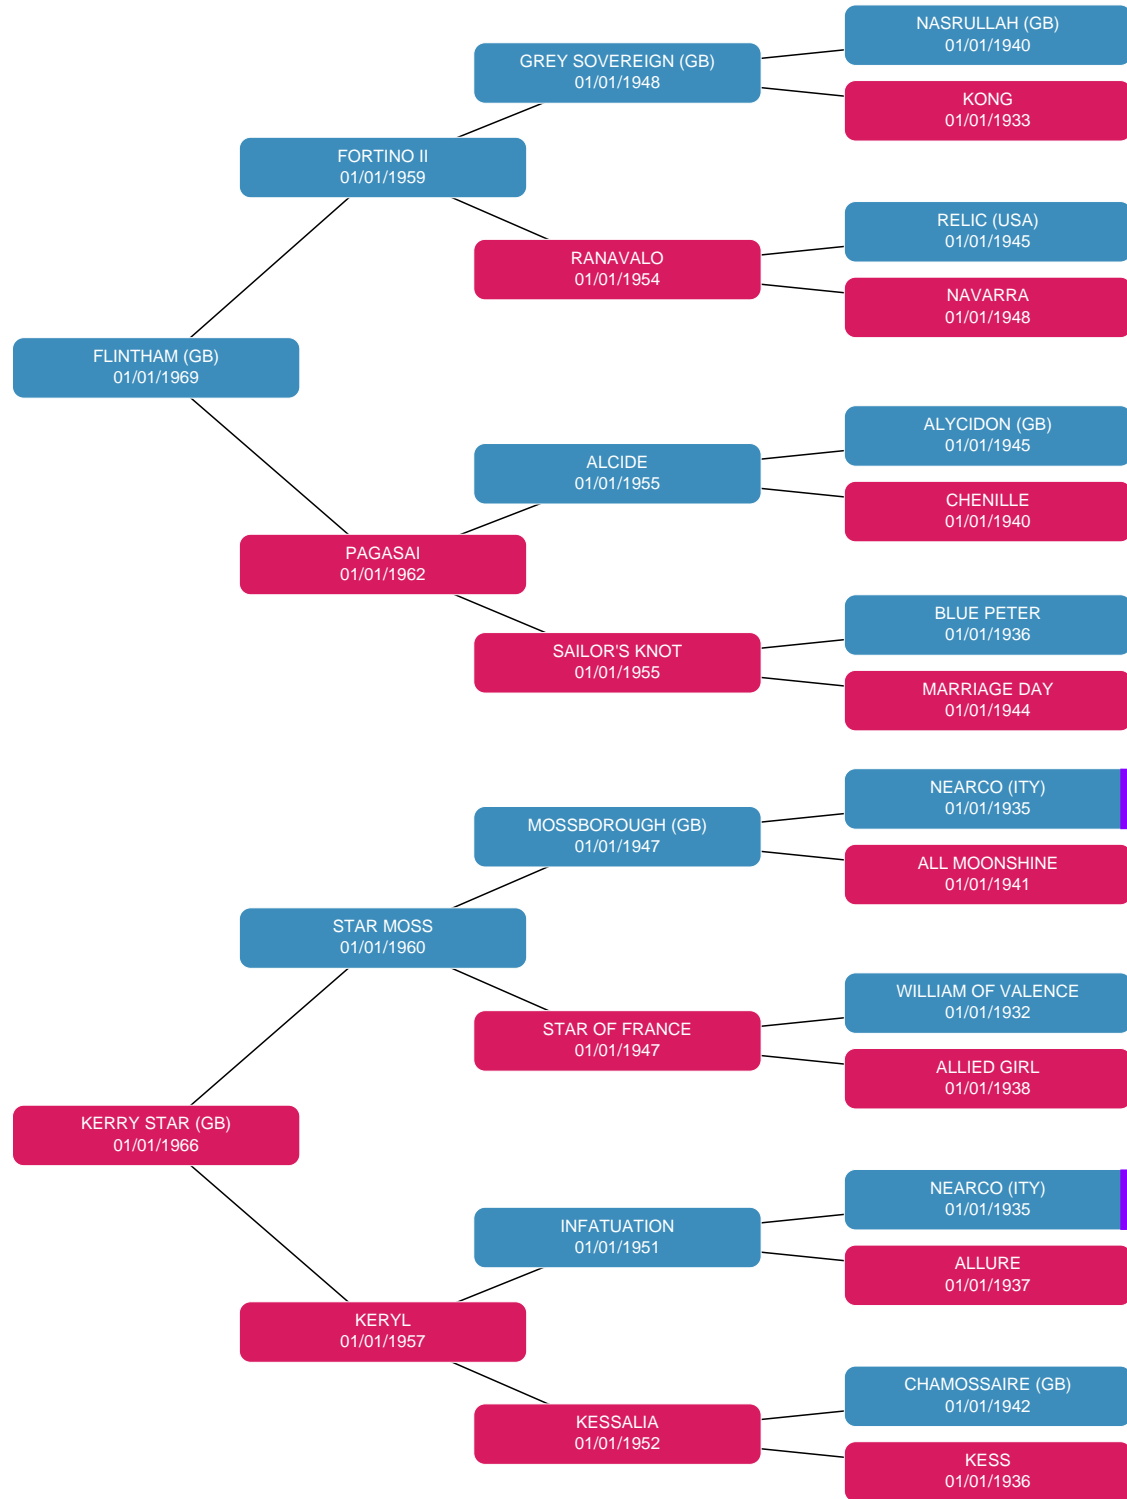 NASRULLAH (GB)
01/01/1940
GREY SOVEREIGN (GB)
01/01/1948
KONG
01/01/1933
FORTINO II
01/01/1959
RELIC (USA)
01/01/1945
RANAVALO
01/01/1954
NAVARRA
01/01/1948
FLINTHAM (GB)
01/01/1969
ALYCIDON (GB)
01/01/1945
ALCIDE
01/01/1955
CHENILLE
01/01/1940
PAGASAI
01/01/1962
BLUE PETER
01/01/1936
SAILOR'S KNOT
01/01/1955
MARRIAGE DAY
01/01/1944
NEARCO (ITY)
01/01/1935
MOSSBOROUGH (GB)
01/01/1947
ALL MOONSHINE
01/01/1941
STAR MOSS
01/01/1960
WILLIAM OF VALENCE
01/01/1932
STAR OF FRANCE
01/01/1947
ALLIED GIRL
01/01/1938
KERRY STAR (GB)
01/01/1966
NEARCO (ITY)
01/01/1935
INFATUATION
01/01/1951
ALLURE
01/01/1937
KERYL
01/01/1957
CHAMOSSAIRE (GB)
01/01/1942
KESSALIA
01/01/1952
KESS
01/01/1936